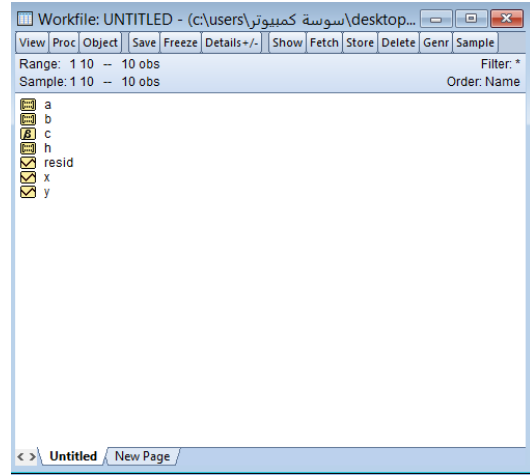 Workfile: UNTITLED - (c:\users\سوسة كمبيوتر\desktop...
View Proc Object Save Freeze Details+/- Show Fetch Store Delete Genr Sample
Range: 1 10 -- 10 obs Filter: *
Sample: 1 10 -- 10 obs Order: Name
a
b
β c
h
resid
x
y
< > Untitled New Page